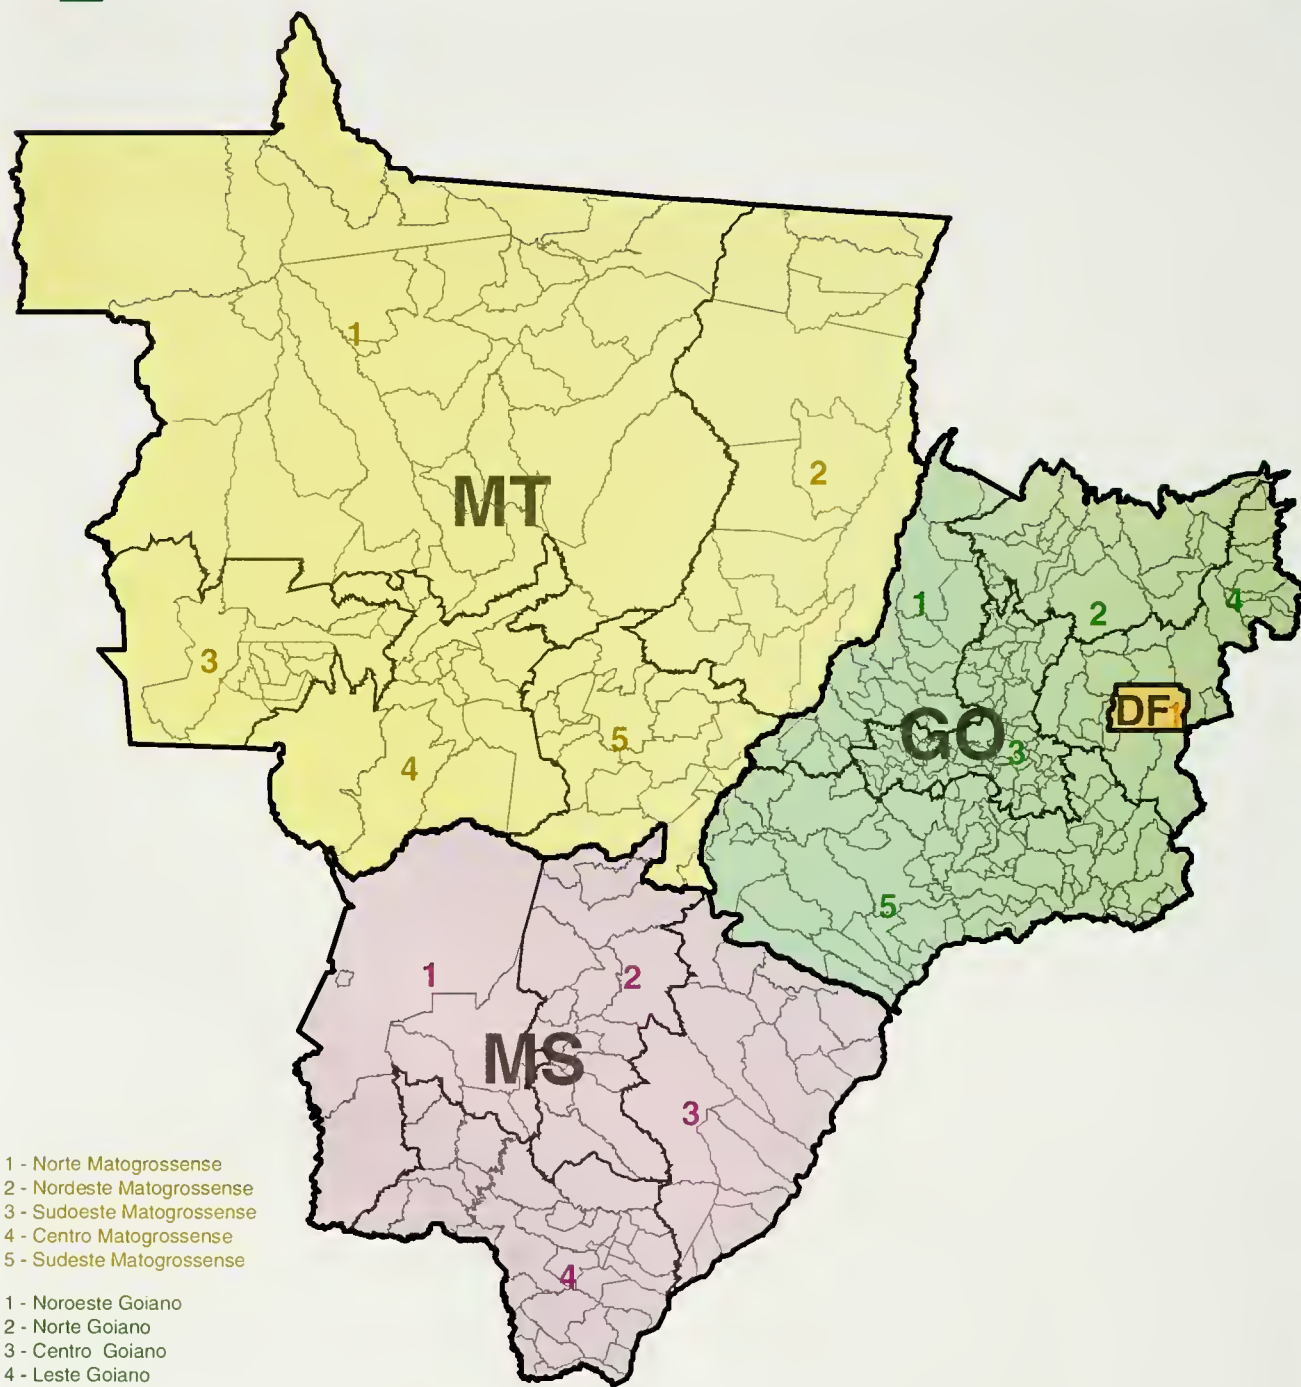 1
2
MT
3
4
5
1
2
4
DF1
GO
3
5
1
2
MS
3
4
1 - Norte Matogrossense
2 - Nordeste Matogrossense
3 - Sudoeste Matogrossense
4 - Centro Matogrossense
5 - Sudeste Matogrossense
1 - Noroeste Goiano
2 - Norte Goiano
3 - Centro Goiano
4 - Leste Goiano